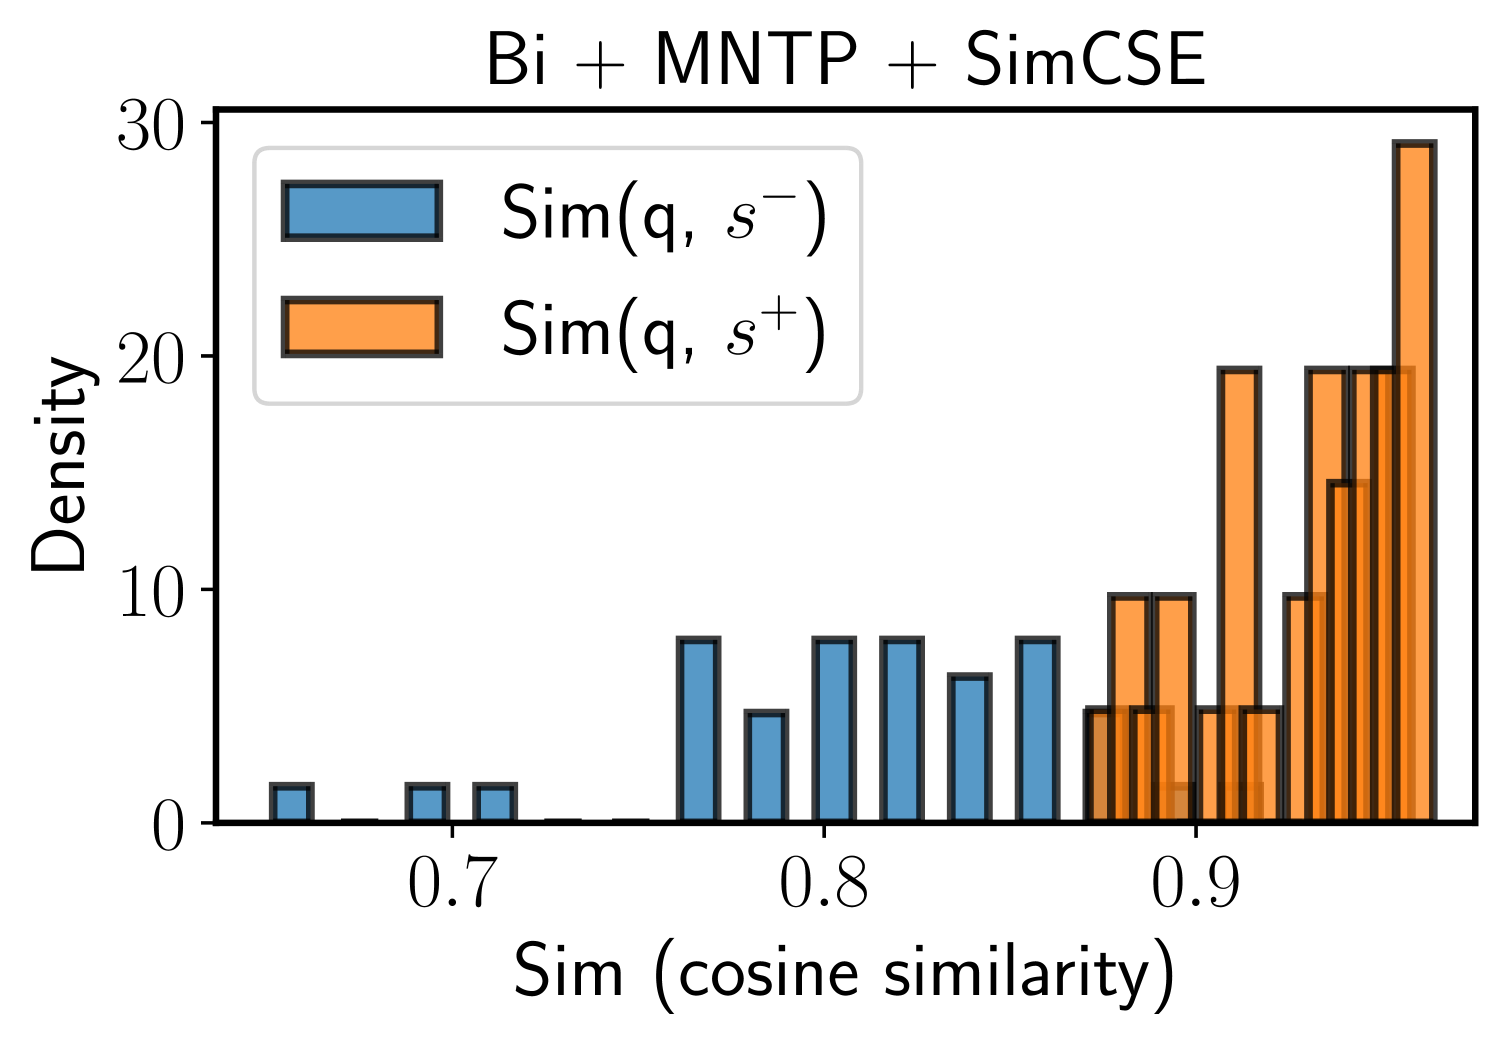 Bi + MNTP + SimCSE
30
20
10
0
Density
Sim(q, s⁻)
Sim(q, s⁺)
0.7 0.8 0.9
Sim (cosine similarity)